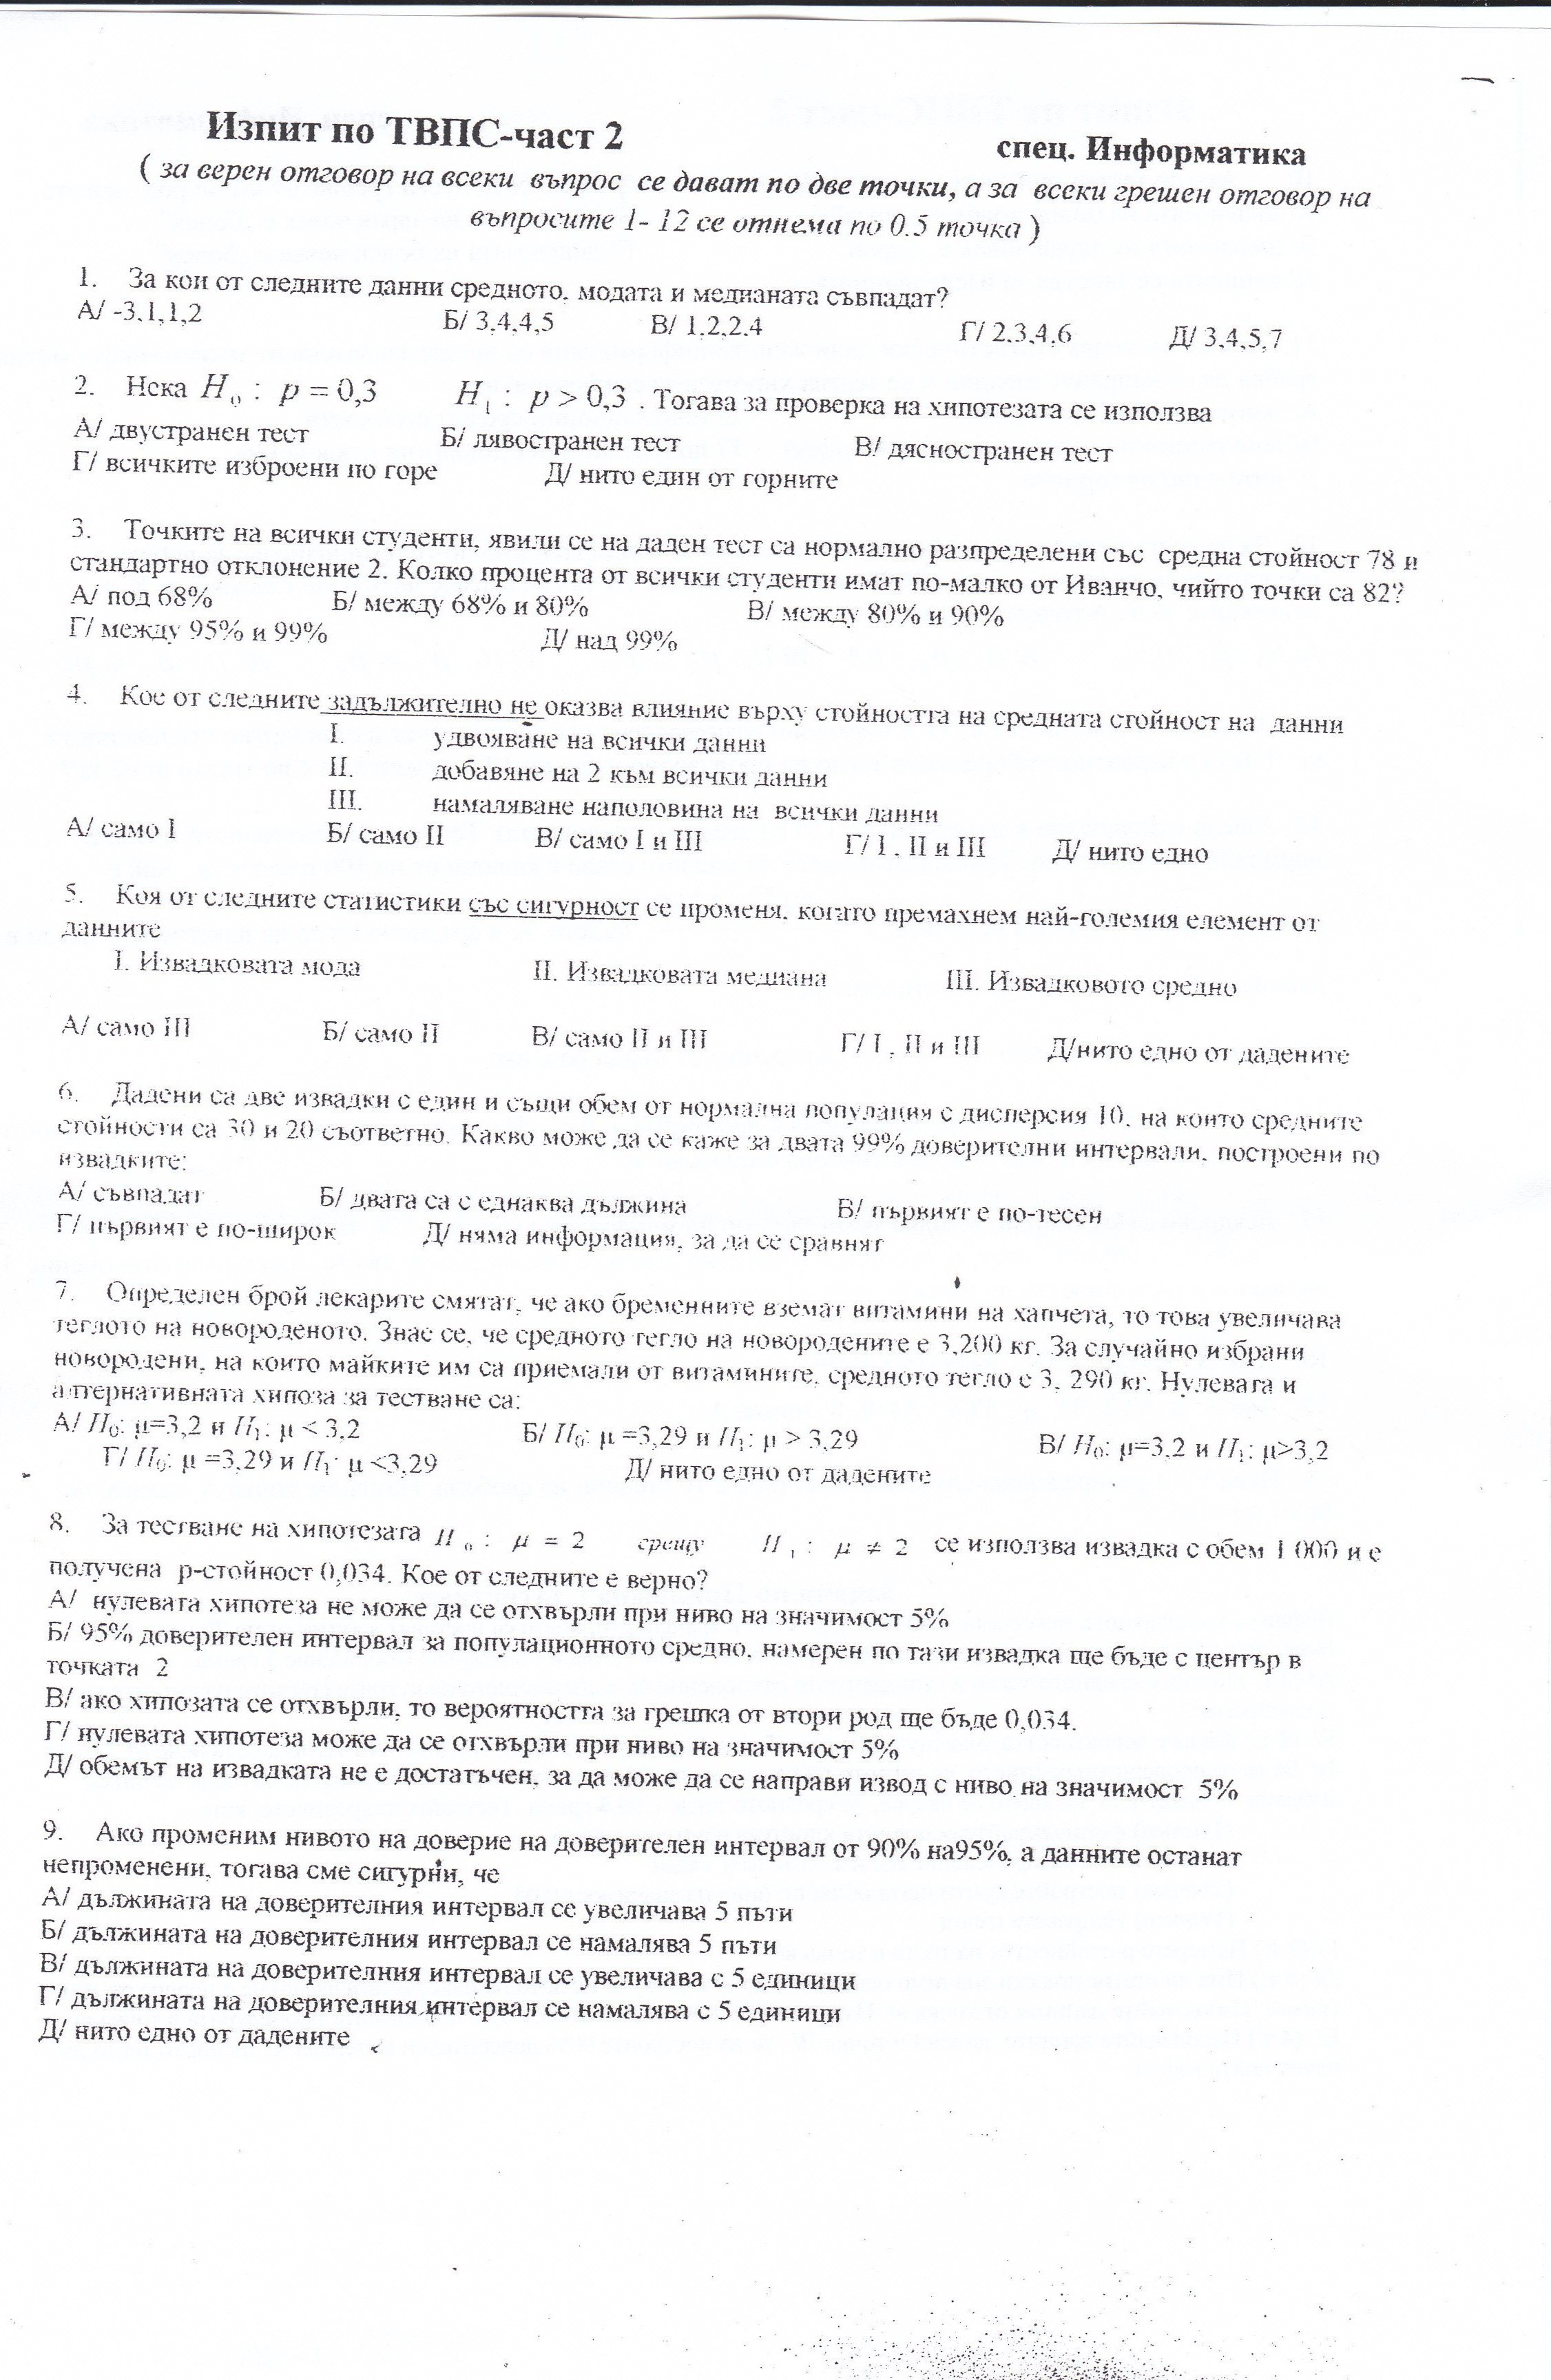 Изпит по ТВПС-част 2 спец. Информатика
( за верен отговор на всеки въпрос се дават по две точки, а за всеки грешен отговор на
въпросите 1- 12 се отнема по 0.5 точка )
1. За кои от следните данни средното, модата и медианата съвпадат?
А/ -3,1,1,2 Б/ 3,4,4,5 В/ 1,2,2,4 Г/ 2,3,4,6 Д/ 3,4,5,7
2. Нека H₀ : p = 0,3 H₁ : p > 0,3 . Тогава за проверка на хипотезата се използва
А/ двустранен тест Б/ лявостранен тест В/ дясностранен тест
Г/ всичките изброени по горе Д/ нито един от горните
3. Точките на всички студенти, явили се на даден тест са нормално разпределени със средна стойност 78 и
стандартно отклонение 2. Колко процента от всички студенти имат по-малко от Иванчо, чийто точки са 82?
А/ под 68% Б/ между 68% и 80% В/ между 80% и 90%
Г/ между 95% и 99% Д/ над 99%
4. Кое от следните задължително не оказва влияние върху стойността на средната стойност на данни
I. удвояване на всички данни
II. добавяне на 2 към всички данни
III. намаляване наполовина на всички данни
А/ само I Б/ само II В/ само I и III Г/ I , II и III Д/ нито едно
5. Коя от следните статистики със сигурност се променя, когато премахнем най-големия елемент от
данните
I. Извадковата мода II. Извадковата медиана III. Извадковото средно
А/ само III Б/ само II В/ само II и III Г/ I , II и III Д/нито едно от дадените
6. Дадени са две извадки с един и същи обем от нормална популация с дисперсия 10, на които средните
стойности са 30 и 20 съответно. Какво може да се каже за двата 99% доверителни интервали, построени по
извадките:
А/ съвпадат Б/ двата са с еднаква дължина В/ първият е по-тесен
Г/ първият е по-широк Д/ няма информация, за да се сравнят
7. Определен брой лекарите смятат, че ако бременните вземат витамини на хапчета, то това увеличава
теглото на новороденото. Знае се, че средното тегло на новородените е 3,200 кг. За случайно избрани
новородени, на които майките им са приемали от витамините, средното тегло е 3, 290 кг. Нулевата и
алтернативната хипоза за тестване са:
А/ H₀: μ=3,2 и H₁: μ < 3,2 Б/ H₀: μ =3,29 и H₁: μ > 3,29 В/ H₀: μ=3,2 и H₁: μ>3,2
Г/ H₀: μ =3,29 и H₁: μ <3,29 Д/ нито едно от дадените
8. За тестване на хипотезата H₀ : μ = 2 срещу H₁ : μ ≠ 2 се използва извадка с обем 1 000 и е
получена p-стойност 0,034. Кое от следните е верно?
А/ нулевата хипотеза не може да се отхвърли при ниво на значимост 5%
Б/ 95% доверителен интервал за популационното средно, намерен по тази извадка ще бъде с център в
точката 2
В/ ако хипозата се отхвърли, то вероятността за грешка от втори род ще бъде 0,034.
Г/ нулевата хипотеза може да се отхвърли при ниво на значимост 5%
Д/ обемът на извадката не е достатъчен, за да може да се направи извод с ниво на значимост 5%
9. Ако променим нивото на доверие на доверителен интервал от 90% на95%, а данните останат
непроменени, тогава сме сигурни, че
А/ дължината на доверителния интервал се увеличава 5 пъти
Б/ дължината на доверителния интервал се намалява 5 пъти
В/ дължината на доверителния интервал се увеличава с 5 единици
Г/ дължината на доверителния интервал се намалява с 5 единици
Д/ нито едно от дадените